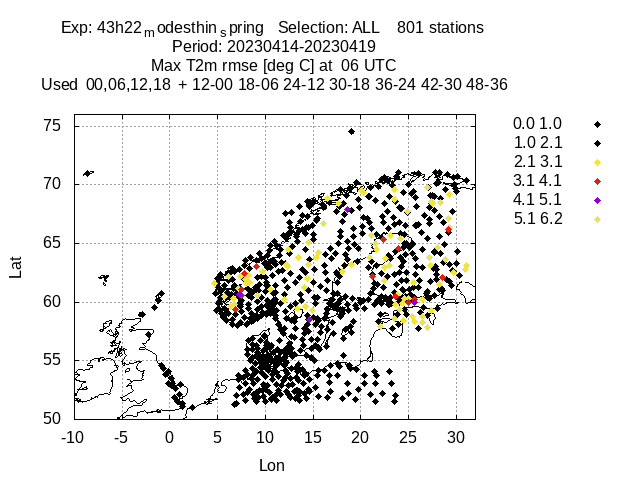 Exp: 43h22modesthinspring Selection: ALL 801 stations
Period: 20230414-20230419
Max T2m rmse [deg C] at 06 UTC
Used 00,06,12,18 + 12-00 18-06 24-12 30-18 36-24 42-30 48-36
0.0 1.0
1.0 2.1
2.1 3.1
3.1 4.1
4.1 5.1
5.1 6.2
75
70
65
60
55
50
Lat
-10 -5 0 5 10 15 20 25 30
Lon